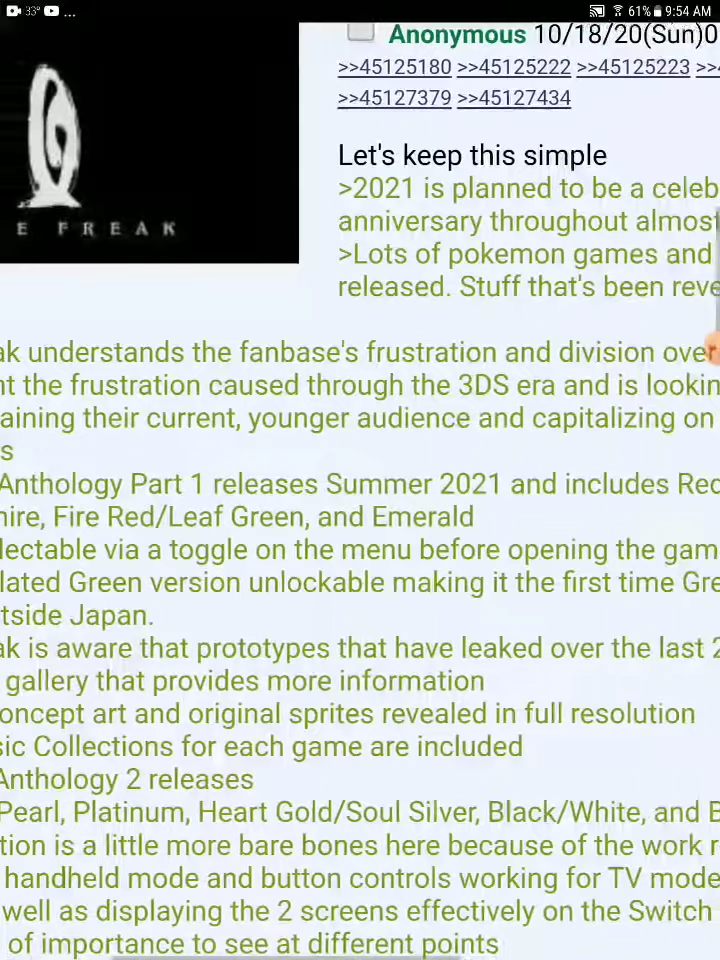 33° ... 61% 9:54 AM
Anonymous 10/18/20(Sun)0
>>45125180 >>45125222 >>45125223 >>4
>>45127379 >>45127434
E FREAK
Let's keep this simple
>2021 is planned to be a celeb
anniversary throughout almost
>Lots of pokemon games and
released. Stuff that's been reve
ak understands the fanbase's frustration and division over
nt the frustration caused through the 3DS era and is lookin
aining their current, younger audience and capitalizing on
s
Anthology Part 1 releases Summer 2021 and includes Red
hire, Fire Red/Leaf Green, and Emerald
lectable via a toggle on the menu before opening the gam
lated Green version unlockable making it the first time Gre
tside Japan.
ak is aware that prototypes that have leaked over the last 2
gallery that provides more information
oncept art and original sprites revealed in full resolution
sic Collections for each game are included
Anthology 2 releases
Pearl, Platinum, Heart Gold/Soul Silver, Black/White, and B
tion is a little more bare bones here because of the work r
handheld mode and button controls working for TV mode
well as displaying the 2 screens effectively on the Switch
of importance to see at different points